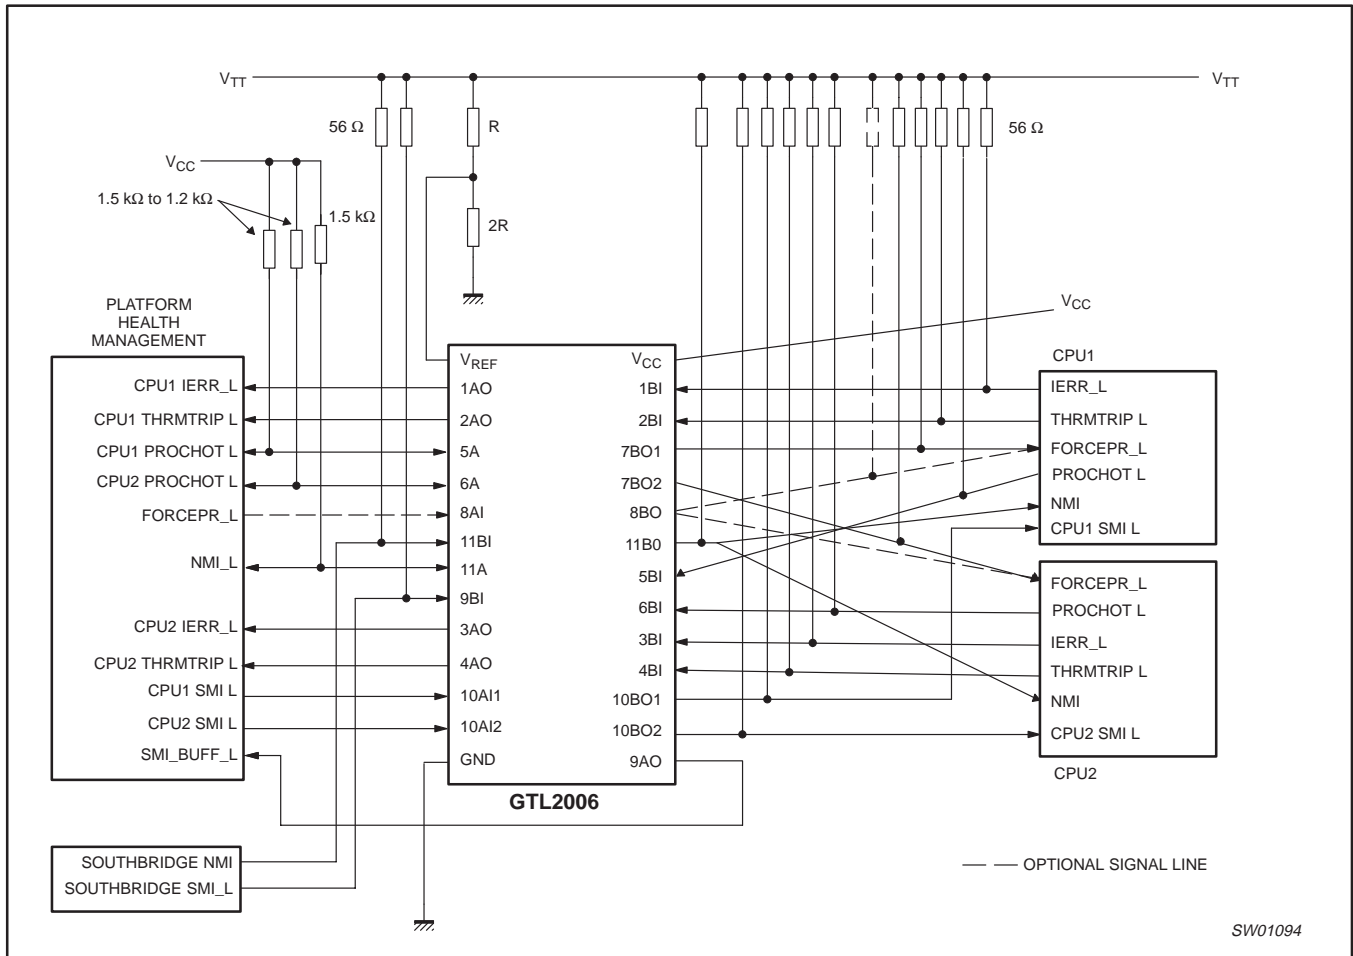 VTT VTT
56 Ω R 56 Ω
VCC
1.5 kΩ to 1.2 kΩ
1.5 kΩ
2R
PLATFORM
HEALTH
MANAGEMENT
VCC
CPU1 IERR_L
CPU1 THRMTRIP L
CPU1 PROCHOT L
CPU2 PROCHOT L
FORCEPR_L
NMI_L
CPU2 IERR_L
CPU2 THRMTRIP L
CPU1 SMI L
CPU2 SMI L
SMI_BUFF_L
VREF
1AO
2AO
5A
6A
8AI
11BI
11A
9BI
3AO
4AO
10AI1
10AI2
GND
VCC
1BI
2BI
7BO1
7BO2
8BO
11B0
5BI
6BI
3BI
4BI
10BO1
10BO2
9AO
GTL2006
CPU1
IERR_L
THRMTRIP L
FORCEPR_L
PROCHOT L
NMI
CPU1 SMI L
FORCEPR_L
PROCHOT L
IERR_L
THRMTRIP L
NMI
CPU2 SMI L
CPU2
SOUTHBRIDGE NMI
SOUTHBRIDGE SMI_L
OPTIONAL SIGNAL LINE
SW01094